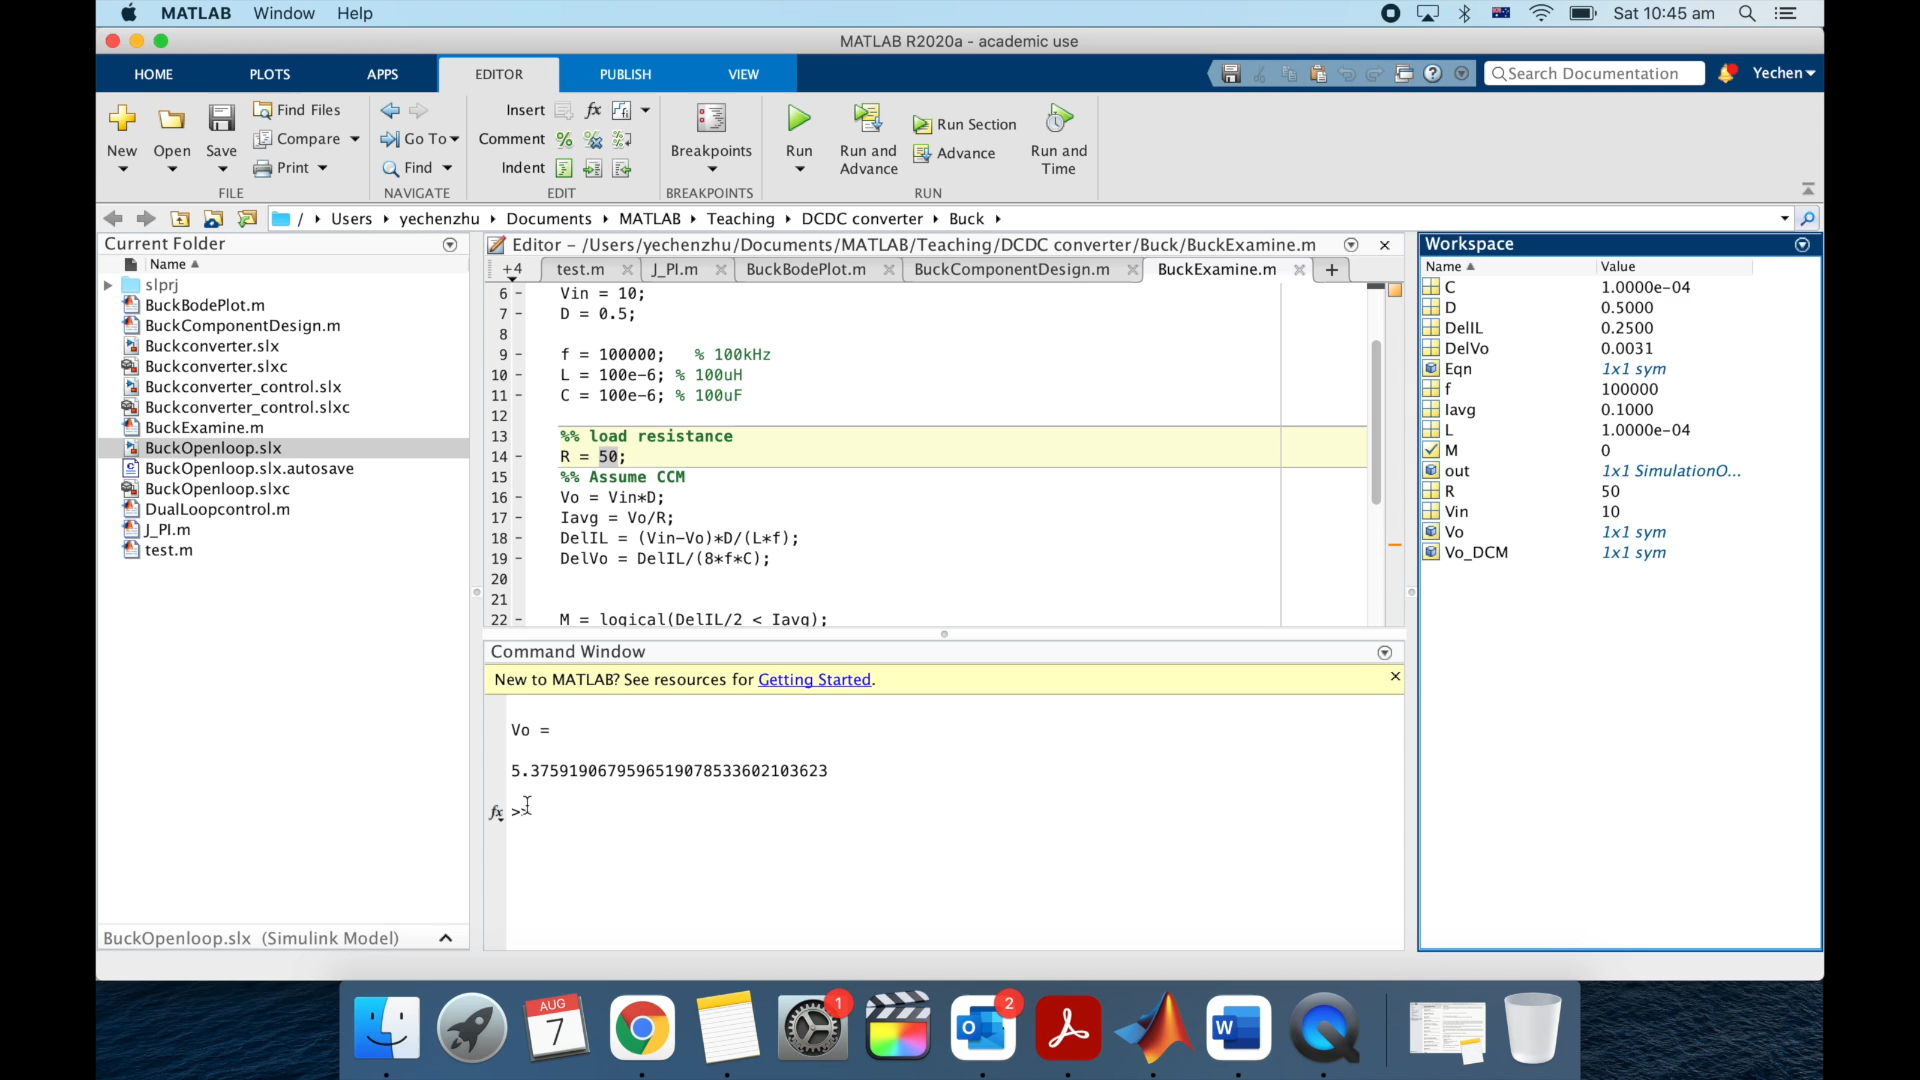 MATLAB Window Help
Sat 10:45 am
MATLAB R2020a - academic use
HOME PLOTS APPS EDITOR PUBLISH VIEW
Search Documentation
Yechen
New Open Save
Find Files
Compare
Print
FILE
Go To
Find
NAVIGATE
Insert fx
Comment % %
Indent
EDIT
Breakpoints
BREAKPOINTS
Run
Run and Advance
Run Section
Advance
Run and Time
RUN
/ Users yechenzhu Documents MATLAB Teaching DCDC converter Buck
Current Folder
Name
slprj
BuckBodePlot.m
BuckComponentDesign.m
Buckconverter.slx
Buckconverter.slxc
Buckconverter_control.slx
Buckconverter_control.slxc
BuckExamine.m
BuckOpenloop.slx
BuckOpenloop.slx.autosave
BuckOpenloop.slxc
DualLoopcontrol.m
J_PI.m
test.m
BuckOpenloop.slx (Simulink Model)
Editor - /Users/yechenzhu/Documents/MATLAB/Teaching/DCDC converter/Buck/BuckExamine.m
+4 test.m J_PI.m BuckBodePlot.m BuckComponentDesign.m BuckExamine.m +
6 - Vin = 10;
7 - D = 0.5;
8
9 - f = 100000; % 100kHz
10 - L = 100e-6; % 100uH
11 - C = 100e-6; % 100uF
12
13 %% load resistance
14 - R = 50;
15 %% Assume CCM
16 - Vo = Vin*D;
17 - Iavg = Vo/R;
18 - DelIL = (Vin-Vo)*D/(L*f);
19 - DelVo = DelIL/(8*f*C);
20
21
22 - M = logical(DelIL/2 < Iavg);
Command Window
New to MATLAB? See resources for Getting Started.
Vo =
5.3759190679596519078533602103623
fx >>
Workspace
Name Value
C 1.0000e-04
D 0.5000
DelIL 0.2500
DelVo 0.0031
Eqn 1x1 sym
f 100000
Iavg 0.1000
L 1.0000e-04
M 0
out 1x1 SimulationO...
R 50
Vin 10
Vo 1x1 sym
Vo_DCM 1x1 sym
AUG
7
1
2